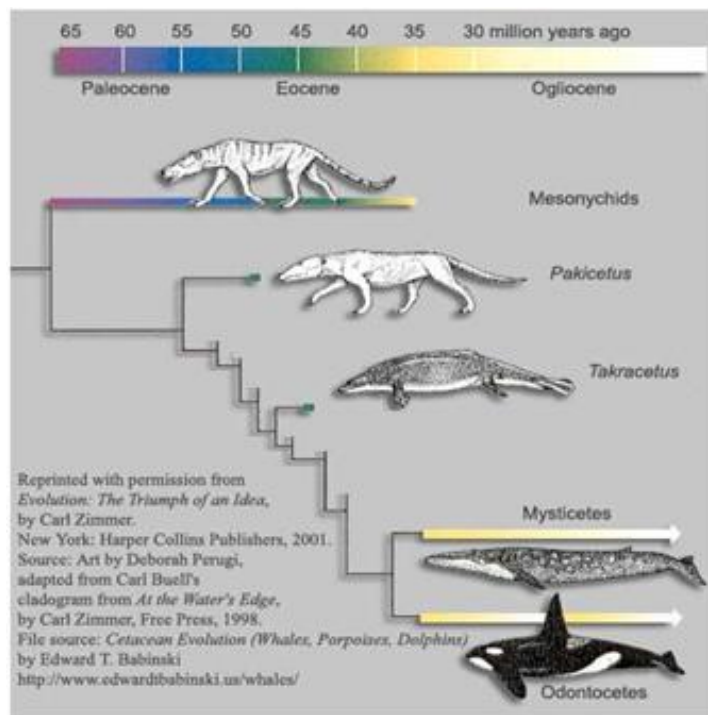 65 60 55 50 45 40 35 30 million years ago
Paleocene Eocene Ogliocene
Mesonychids
Pakicetus
Takracetus
Reprinted with permission from
Evolution: The Triumph of an Idea,
by Carl Zimmer.
New York: Harper Collins Publishers, 2001.
Source: Art by Deborah Perugi,
adapted from Carl Buell's
cladogram from At the Water's Edge,
by Carl Zimmer, Free Press, 1998.
File source: Cetacean Evolution (Whales, Porpoises, Dolphins)
by Edward T. Babinski
http://www.edwardtbabinski.us/whales/
Mysticetes
Odontocetes